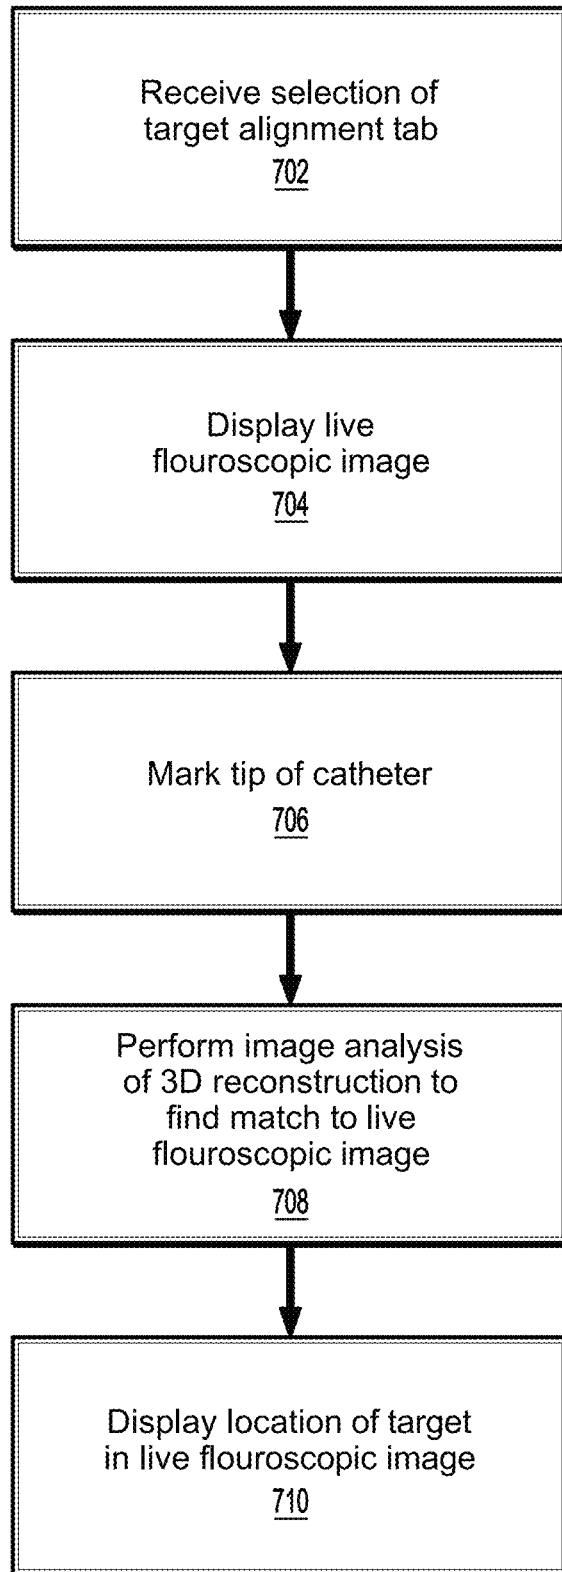 Receive selection of
target alignment tab
702
Display live
flouroscopic image
704
Mark tip of catheter
706
Perform image analysis
of 3D reconstruction to
find match to live
flouroscopic image
708
Display location of target
in live flouroscopic image
710